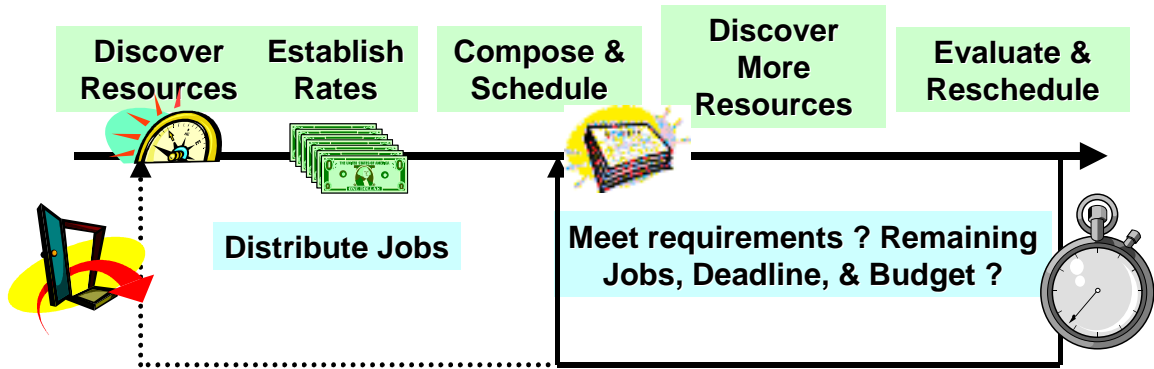 Discover
Resources
Establish
Rates
Compose &
Schedule
Discover
More
Resources
Evaluate &
Reschedule
Distribute Jobs
Meet requirements ? Remaining
Jobs, Deadline, & Budget ?